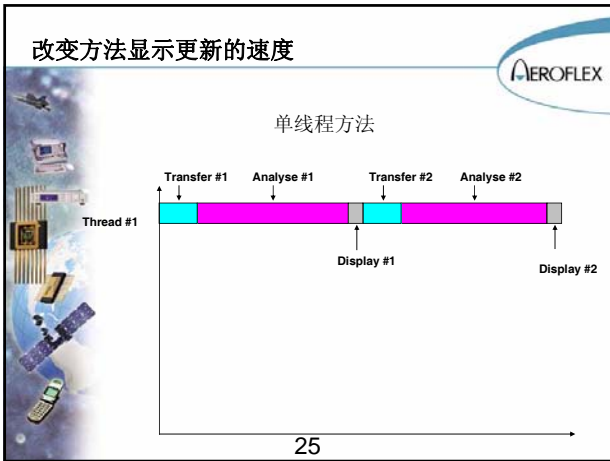 改变方法显示更新的速度
AEROFLEX
单线程方法
Transfer #1 Analyse #1 Transfer #2 Analyse #2
Thread #1
Display #1
Display #2
25